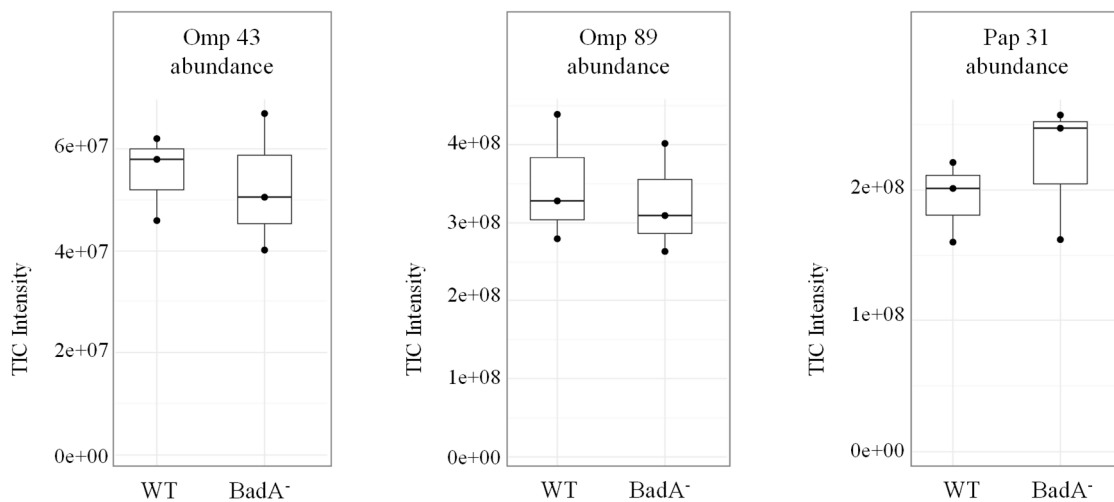 Omp 43
abundance
TIC Intensity
6e+07
4e+07
2e+07
0e+00
WT BadA⁻
Omp 89
abundance
TIC Intensity
4e+08
3e+08
2e+08
1e+08
0e+00
WT BadA⁻
Pap 31
abundance
TIC Intensity
2e+08
1e+08
0e+00
WT BadA⁻